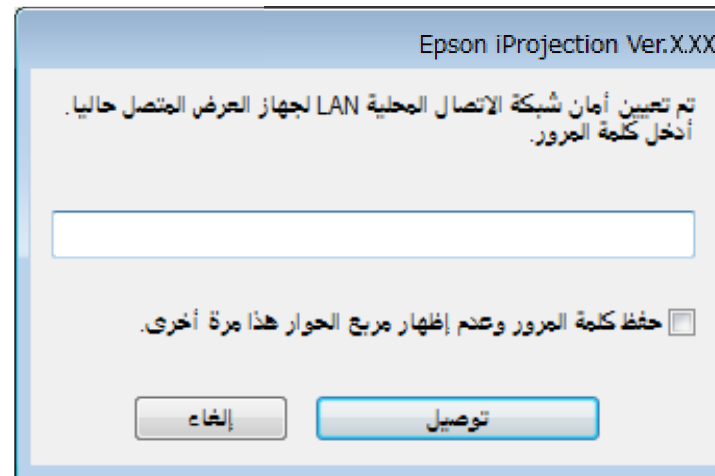 Epson iProjection Ver.X.XX
تم تعيين أمان شبكة الاتصال المحلية LAN لجهاز العرض المتصل حاليا.
أدخل كلمة المرور.
حفظ كلمة المرور وعدم إظهار مربع الحوار هذا مرة أخرى.
توصيل
إلغاء